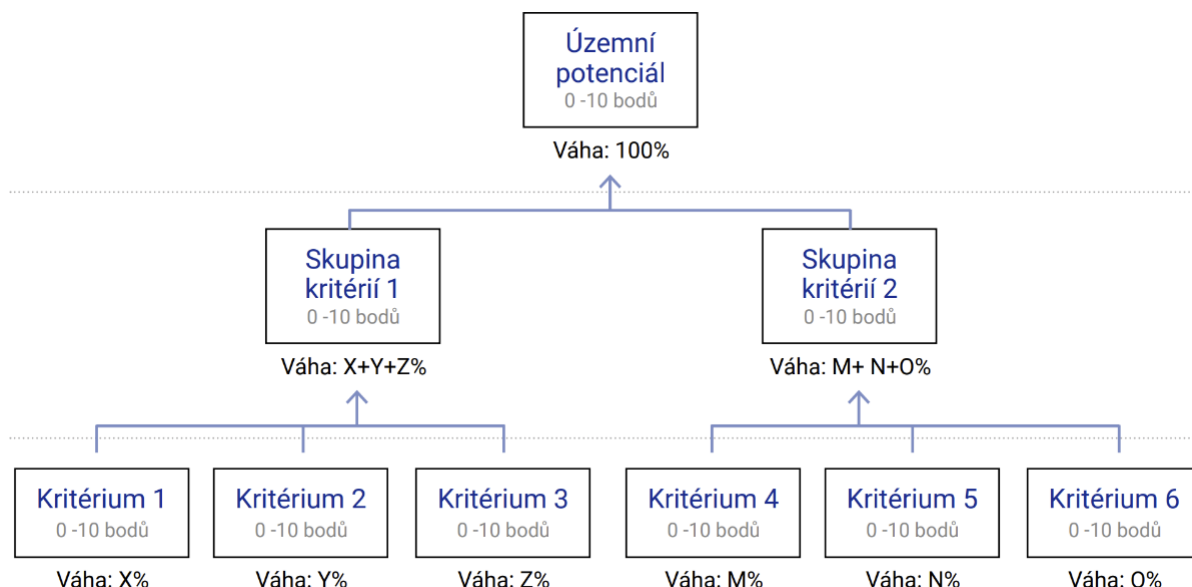 Územní
potenciál
0 -10 bodů
Váha: 100%
Skupina
kritérií 1
0 -10 bodů
Váha: X+Y+Z%
Skupina
kritérií 2
0 -10 bodů
Váha: M+ N+O%
Kritérium 1
0 -10 bodů
Váha: X%
Kritérium 2
0 -10 bodů
Váha: Y%
Kritérium 3
0 -10 bodů
Váha: Z%
Kritérium 4
0 -10 bodů
Váha: M%
Kritérium 5
0 -10 bodů
Váha: N%
Kritérium 6
0 -10 bodů
Váha: O%